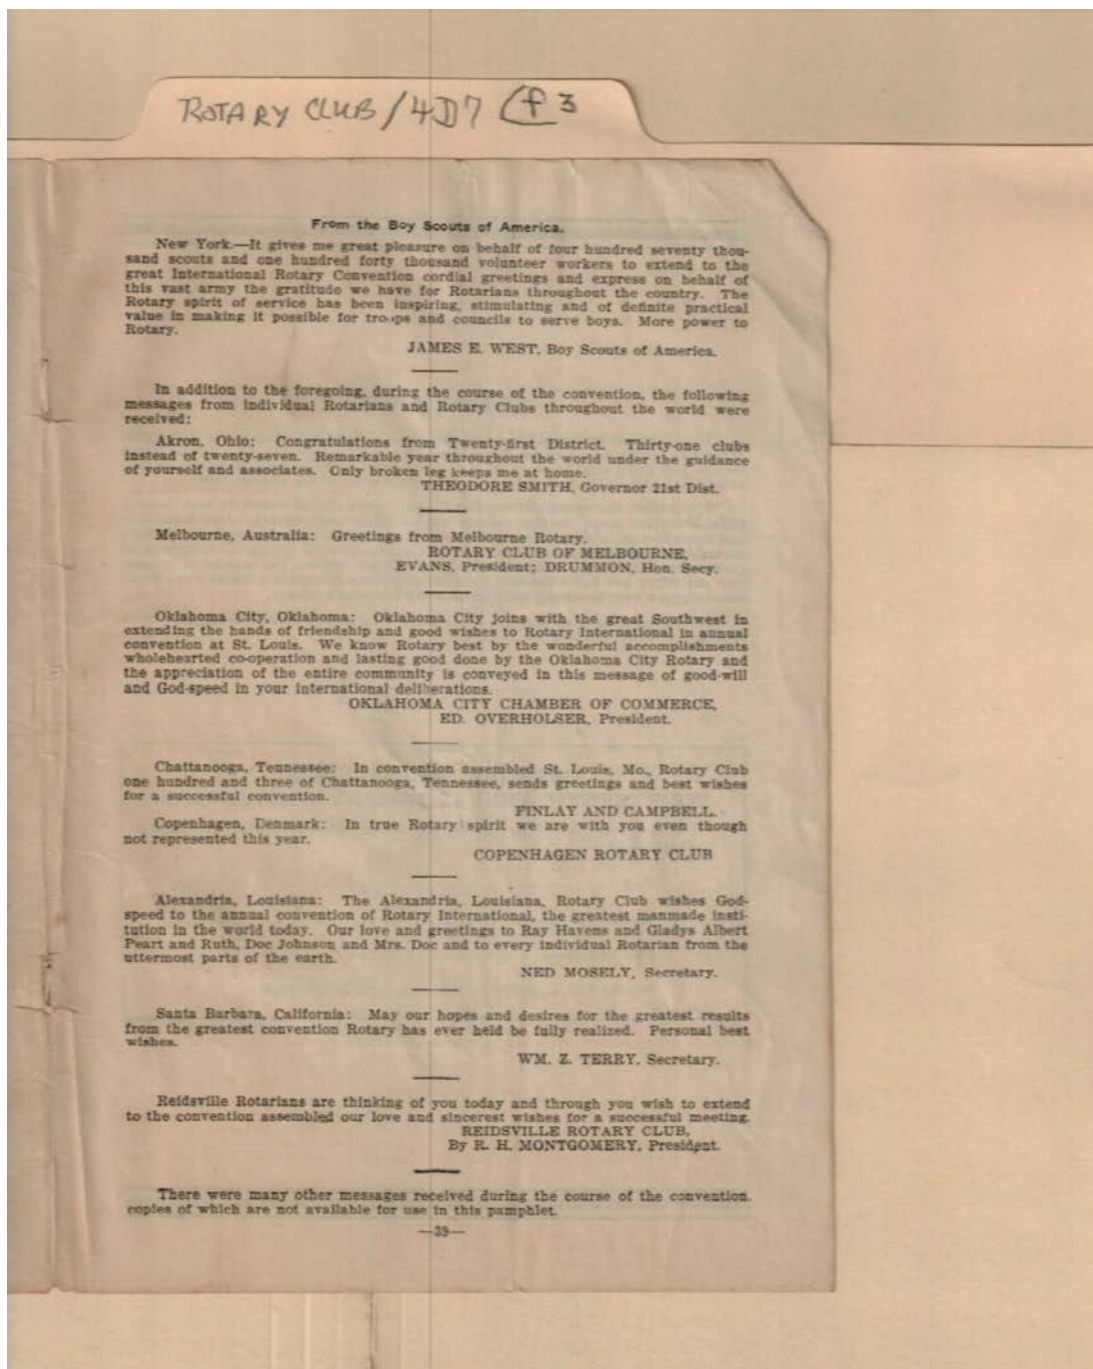 ROTARY CLUB/4D7 f3
From the Boy Scouts of America.
New York.—It gives me great pleasure on behalf of four hundred seventy thou-
sand scouts and one hundred forty thousand volunteer workers to extend to the
great International Rotary Convention cordial greetings and express on behalf of
this vast army the gratitude we have for Rotarians throughout the country. The
Rotary spirit of service has been inspiring, stimulating and of definite practical
value in making it possible for troops and councils to serve boys. More power to
Rotary.
JAMES E. WEST, Boy Scouts of America.
In addition to the foregoing, during the course of the convention, the following
messages from individual Rotarians and Rotary Clubs throughout the world were
received:
Akron, Ohio: Congratulations from Twenty-first District. Thirty-one clubs
instead of twenty-seven. Remarkable year throughout the world under the guidance
of yourself and associates. Only broken leg keeps me at home.
THEODORE SMITH, Governor 21st Dist.
Melbourne, Australia: Greetings from Melbourne Rotary.
ROTARY CLUB OF MELBOURNE,
EVANS, President; DRUMMON, Hon. Secy.
Oklahoma City, Oklahoma: Oklahoma City joins with the great Southwest in
extending the hands of friendship and good wishes to Rotary International in annual
convention at St. Louis. We know Rotary best by the wonderful accomplishments
wholehearted co-operation and lasting good done by the Oklahoma City Rotary and
the appreciation of the entire community is conveyed in this message of good-will
and God-speed in your international deliberations.
OKLAHOMA CITY CHAMBER OF COMMERCE,
ED. OVERHOLSER, President.
Chattanooga, Tennessee: In convention assembled St. Louis, Mo., Rotary Club
one hundred and three of Chattanooga, Tennessee, sends greetings and best wishes
for a successful convention.
FINLAY AND CAMPBELL.
Copenhagen, Denmark: In true Rotary spirit we are with you even though
not represented this year.
COPENHAGEN ROTARY CLUB
Alexandria, Louisiana: The Alexandria, Louisiana, Rotary Club wishes God-
speed to the annual convention of Rotary International, the greatest manmade insti-
tution in the world today. Our love and greetings to Ray Havens and Gladys Albert
Peart and Ruth, Doc Johnson and Mrs. Doc and to every individual Rotarian from the
uttermost parts of the earth.
NED MOSELY, Secretary.
Santa Barbara, California: May our hopes and desires for the greatest results
from the greatest convention Rotary has ever held be fully realized. Personal best
wishes.
WM. Z. TERRY, Secretary.
Reidsville Rotarians are thinking of you today and through you wish to extend
to the convention assembled our love and sincerest wishes for a successful meeting.
REIDSVILLE ROTARY CLUB,
By R. H. MONTGOMERY, President.
There were many other messages received during the course of the convention,
copies of which are not available for use in this pamphlet.
—39—